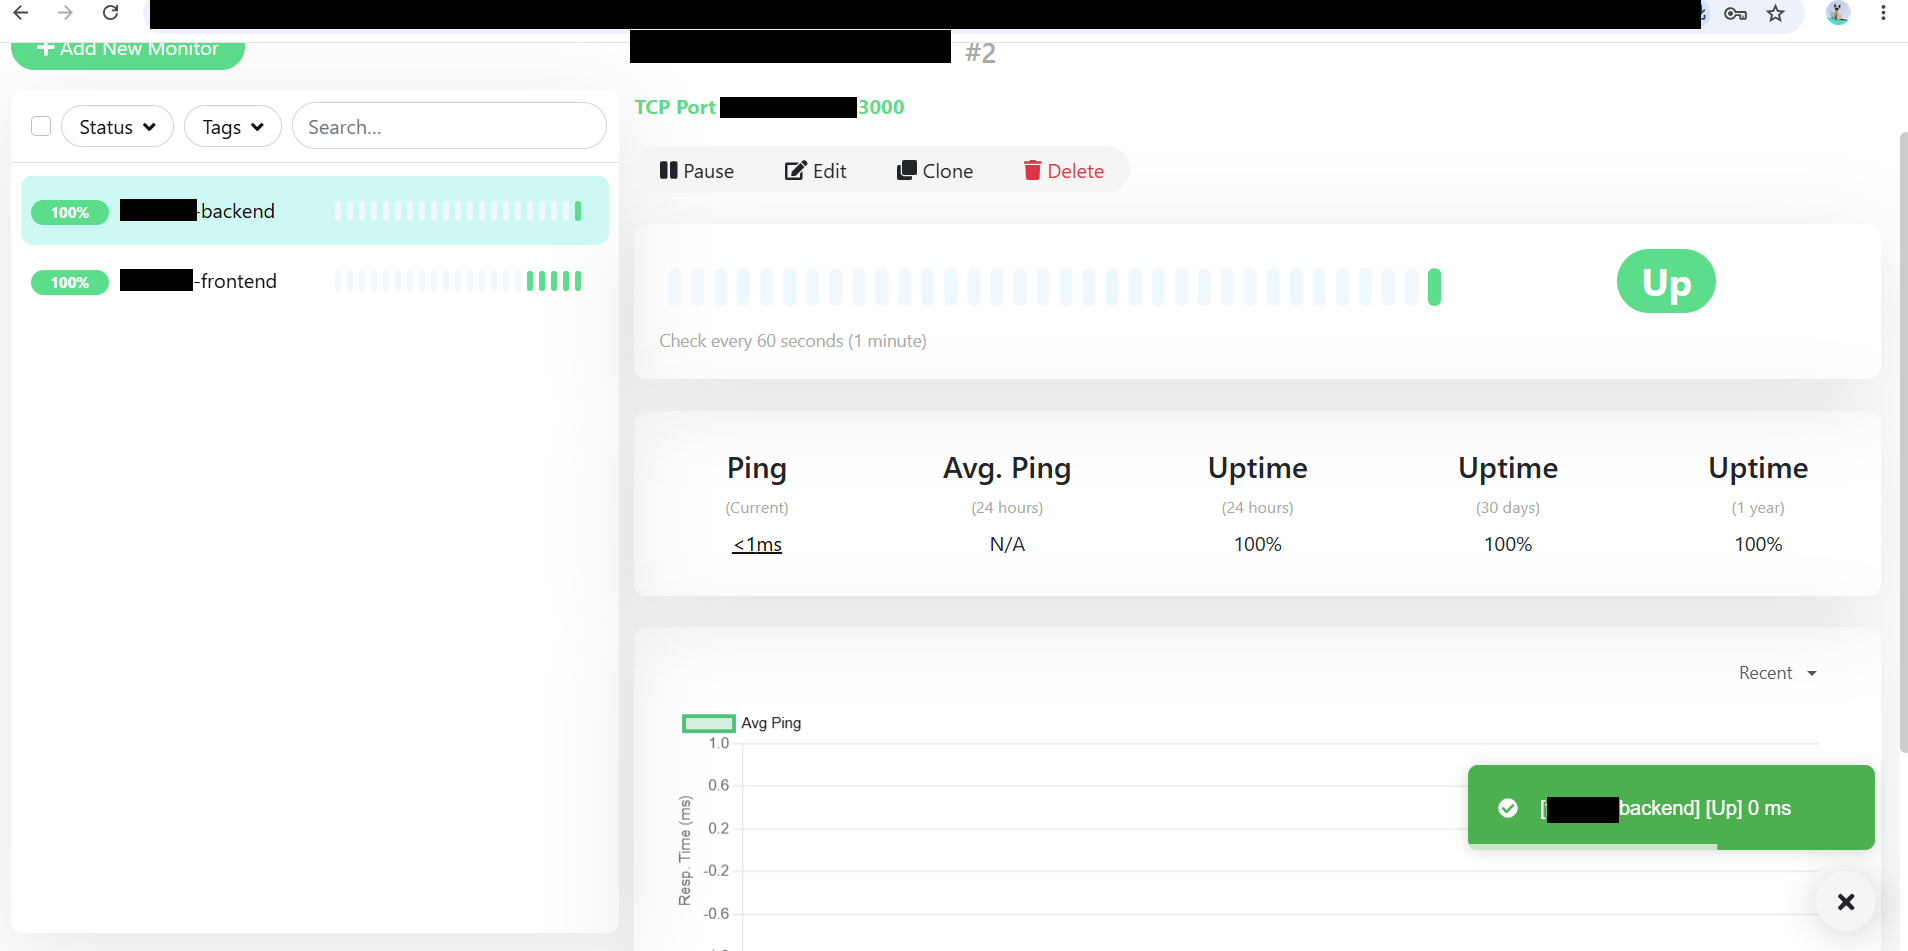 + Add New Monitor
#2
TCP Port 3000
Status Tags Search...
Pause Edit Clone Delete
100% -backend
100% -frontend
Up
Check every 60 seconds (1 minute)
Ping Avg. Ping Uptime Uptime Uptime
(Current) (24 hours) (24 hours) (30 days) (1 year)
<1ms N/A 100% 100% 100%
Recent
Avg Ping
1.0
0.6
0.2
-0.2
-0.6
Resp. Time (ms)
[backend] [Up] 0 ms